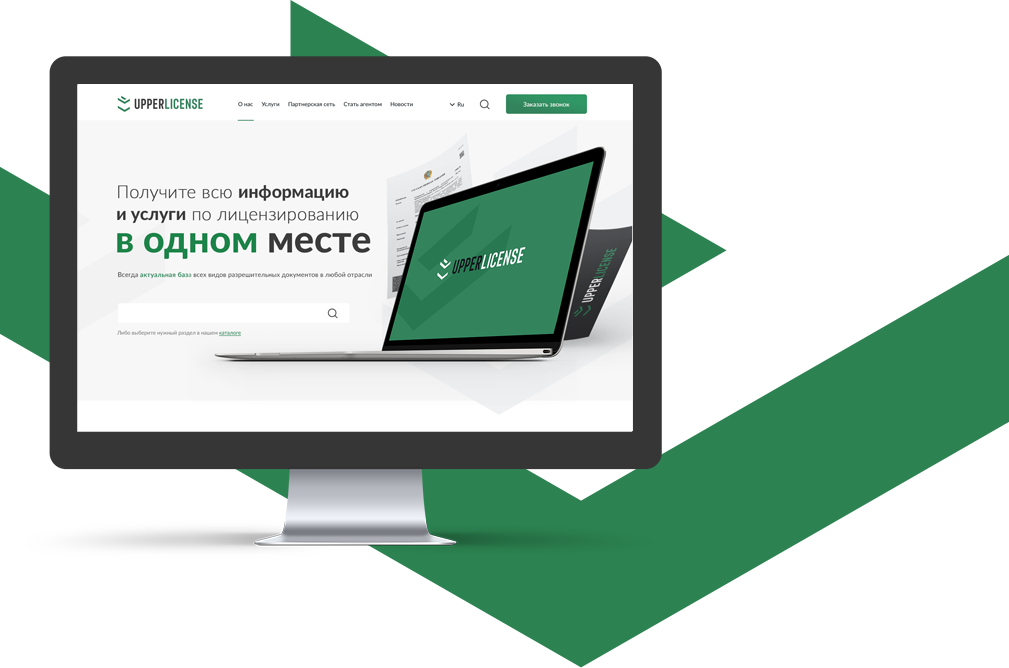 UPPERLICENSE
О нас Услуги Партнерская сеть Стать агентом Новости Ru Заказать звонок
Получите всю информацию
и услуги по лицензированию
в одном месте
Всегда актуальная база всех видов разрешительных документов в любой отрасли
Либо выберите нужный раздел в нашем каталоге
UPPERLICENSE
UPPERLICENSE